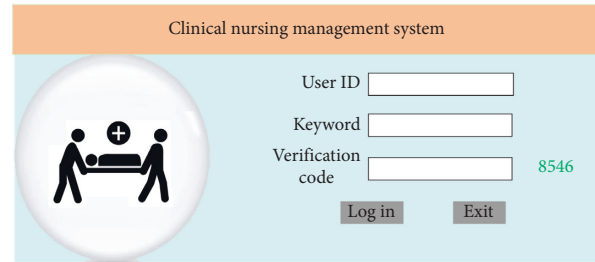 Clinical nursing management system
User ID
Keyword
Verification
code
8546
Log in
Exit